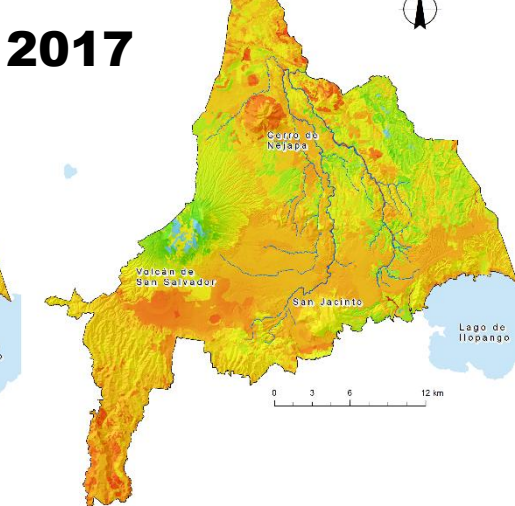 2017
Cerro de
Nejapa
Volcán de
San Salvador
San Jacinto
Lago de
Ilopango
0 3 6 12 km